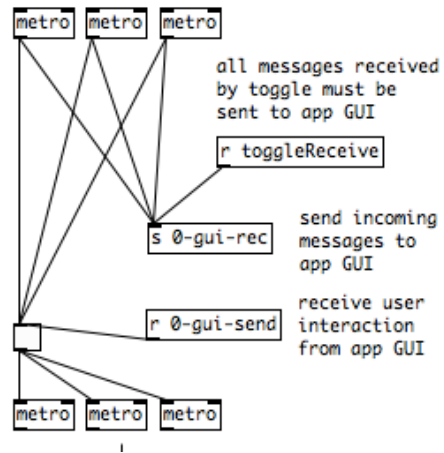 metro metro metro
all messages received
by toggle must be
sent to app GUI
r toggleReceive
s 0-gui-rec
send incoming
messages to
app GUI
r 0-gui-send
receive user
interaction
from app GUI
metro metro metro